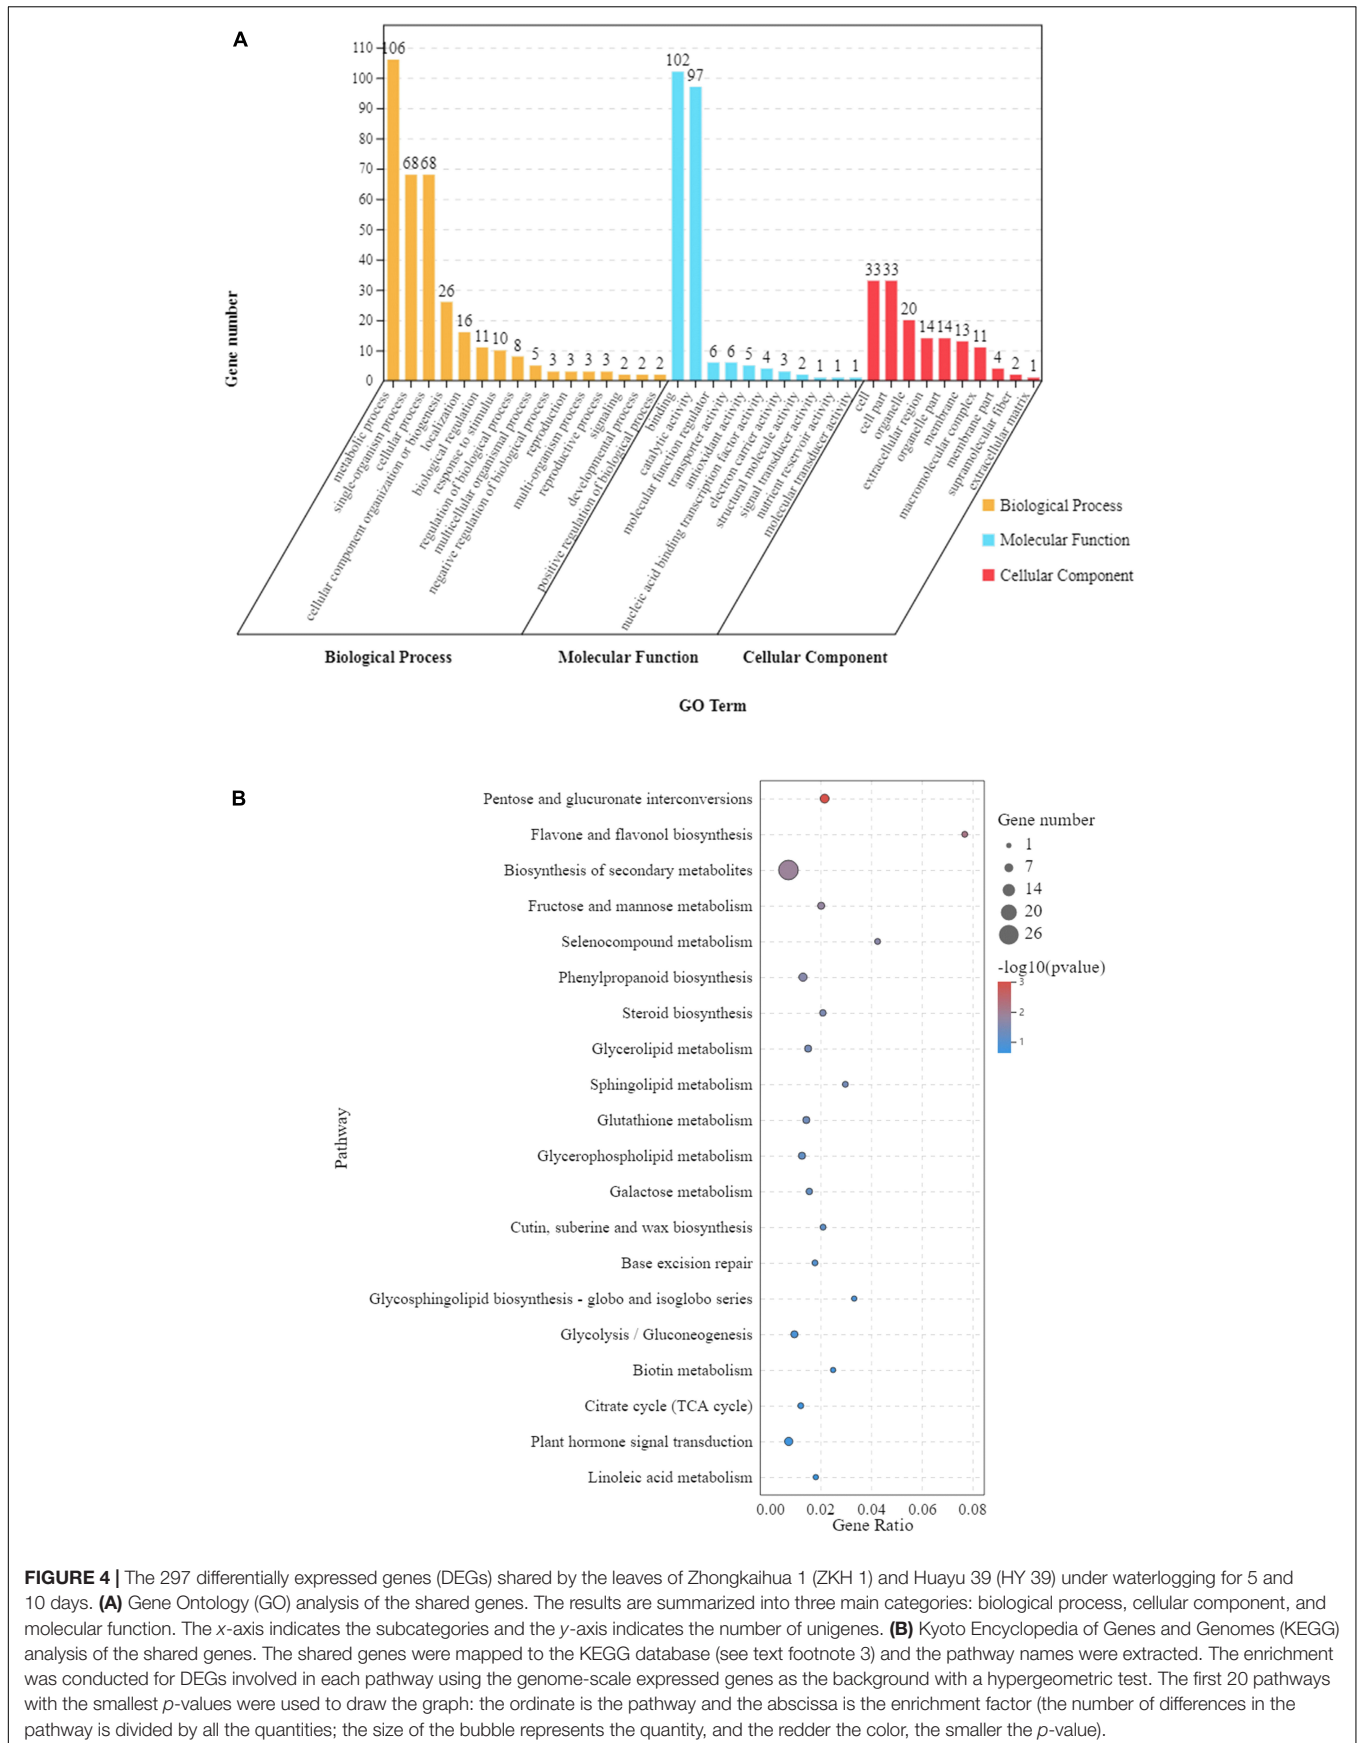 A
Gene number
110
100
90
80
70
60
50
40
30
20
10
0
106
68
68
26
16
11
10
8
5
3
3
3
3
2
2
2
102
97
6
6
5
4
3
2
1
1
1
33
33
20
14
14
13
11
4
2
1
metabolic process
single-organism process
cellular process
cellular component organization or biogenesis
localization
biological regulation
response to stimulus
regulation of biological process
multicellular organismal process
negative regulation of biological process
reproduction
multi-organism process
reproductive process
signaling
developmental process
positive regulation of biological process
binding
catalytic activity
molecular function regulator
transporter activity
antioxidant activity
nucleic acid binding transcription factor activity
electron carrier activity
structural molecule activity
signal transducer activity
nutrient reservoir activity
molecular transducer activity
cell
cell part
organelle
extracellular region
organelle part
membrane
macromolecular complex
membrane part
supramolecular fiber
extracellular matrix
Biological Process
Molecular Function
Cellular Component
Biological Process
Molecular Function
Cellular Component
GO Term
B
Pathway
Pentose and glucuronate interconversions
Flavone and flavonol biosynthesis
Biosynthesis of secondary metabolites
Fructose and mannose metabolism
Selenocompound metabolism
Phenylpropanoid biosynthesis
Steroid biosynthesis
Glycerolipid metabolism
Sphingolipid metabolism
Glutathione metabolism
Glycerophospholipid metabolism
Galactose metabolism
Cutin, suberine and wax biosynthesis
Base excision repair
Glycosphingolipid biosynthesis - globo and isoglobo series
Glycolysis / Gluconeogenesis
Biotin metabolism
Citrate cycle (TCA cycle)
Plant hormone signal transduction
Linoleic acid metabolism
0.00
0.02
0.04
0.06
0.08
Gene Ratio
Gene number
1
7
14
20
26
-log10(pvalue)
3
2
1
FIGURE 4 | The 297 differentially expressed genes (DEGs) shared by the leaves of Zhongkaihua 1 (ZKH 1) and Huayu 39 (HY 39) under waterlogging for 5 and
10 days. (A) Gene Ontology (GO) analysis of the shared genes. The results are summarized into three main categories: biological process, cellular component, and
molecular function. The x-axis indicates the subcategories and the y-axis indicates the number of unigenes. (B) Kyoto Encyclopedia of Genes and Genomes (KEGG)
analysis of the shared genes. The shared genes were mapped to the KEGG database (see text footnote 3) and the pathway names were extracted. The enrichment
was conducted for DEGs involved in each pathway using the genome-scale expressed genes as the background with a hypergeometric test. The first 20 pathways
with the smallest p-values were used to draw the graph: the ordinate is the pathway and the abscissa is the enrichment factor (the number of differences in the
pathway is divided by all the quantities; the size of the bubble represents the quantity, and the redder the color, the smaller the p-value).